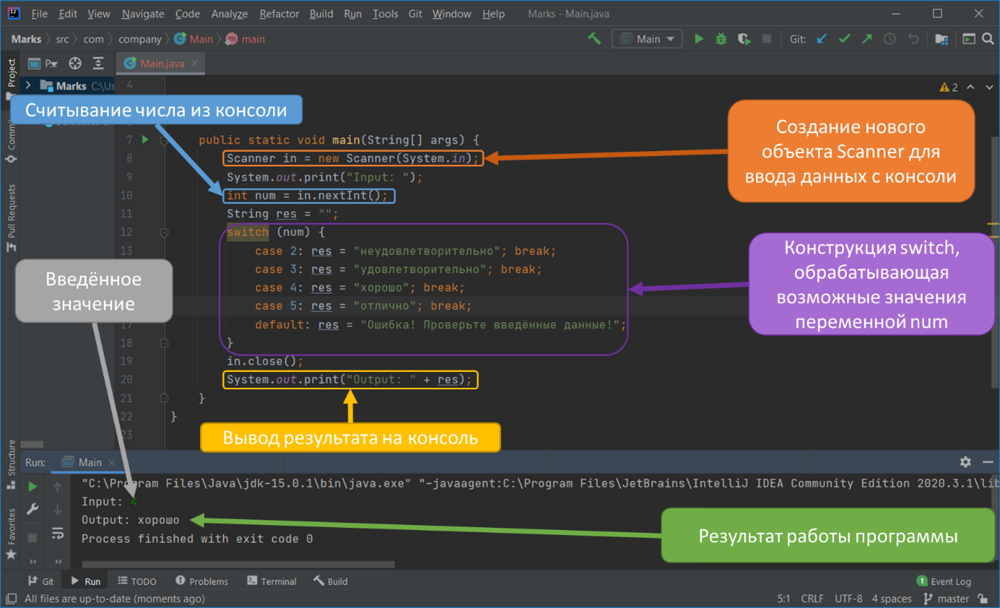 File Edit View Navigate Code Analyze Refactor Build Run Tools Git Window Help Marks - Main.java
Marks src com company Main main Main Git:
Project P Main.java
Marks C:\Us 4 2
Считывание числа из консоли
Создание нового
объекта Scanner для
ввода данных с консоли
Commi
Pull Requests
7 public static void main(String[] args) {
8 Scanner in = new Scanner(System.in);
9 System.out.print("Input: ");
10 int num = in.nextInt();
11 String res = "";
12 switch (num) {
13 case 2: res = "неудовлетворительно"; break;
case 3: res = "удовлетворительно"; break;
case 4: res = "хорошо"; break;
case 5: res = "отлично"; break;
17 default: res = "Ошибка! Проверьте введённые данные!";
18 }
19 in.close();
20 System.out.print("Output: " + res);
21 }
22 }
23
Введённое
значение
Конструкция switch,
обрабатывающая
возможные значения
переменной num
Вывод результата на консоль
Structure
Favorites
Run: Main
"C:\Program Files\Java\jdk-15.0.1\bin\java.exe" "-javaagent:C:\Program Files\JetBrains\IntelliJ IDEA Community Edition 2020.3.1\lib
Input: 4
Output: хорошо
Process finished with exit code 0
Результат работы программы
Git Run TODO Problems Terminal Build 1 Event Log
All files are up-to-date (moments ago) 5:1 CRLF UTF-8 4 spaces master